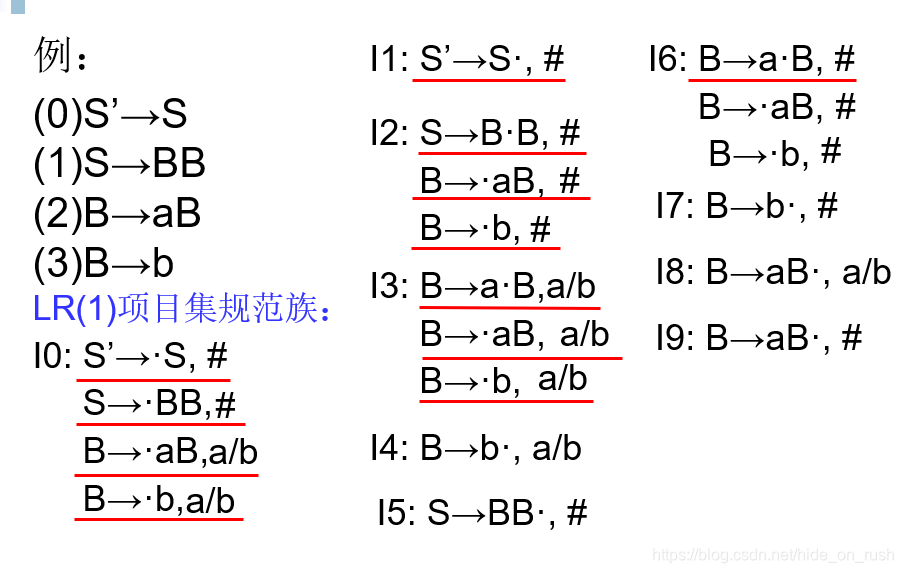 例：
(0)S’→S
(1)S→BB
(2)B→aB
(3)B→b
LR(1)项目集规范族：
I0: S’→·S, #
S→·BB,#
B→·aB,a/b
B→·b,a/b
I1: S’→S·, #
I2: S→B·B, #
B→·aB, #
B→·b, #
I3: B→a·B,a/b
B→·aB, a/b
B→·b, a/b
I4: B→b·, a/b
I5: S→BB·, #
I6: B→a·B, #
B→·aB, #
B→·b, #
I7: B→b·, #
I8: B→aB·, a/b
I9: B→aB·, #
https://blog.csdn.net/hide_on_rush